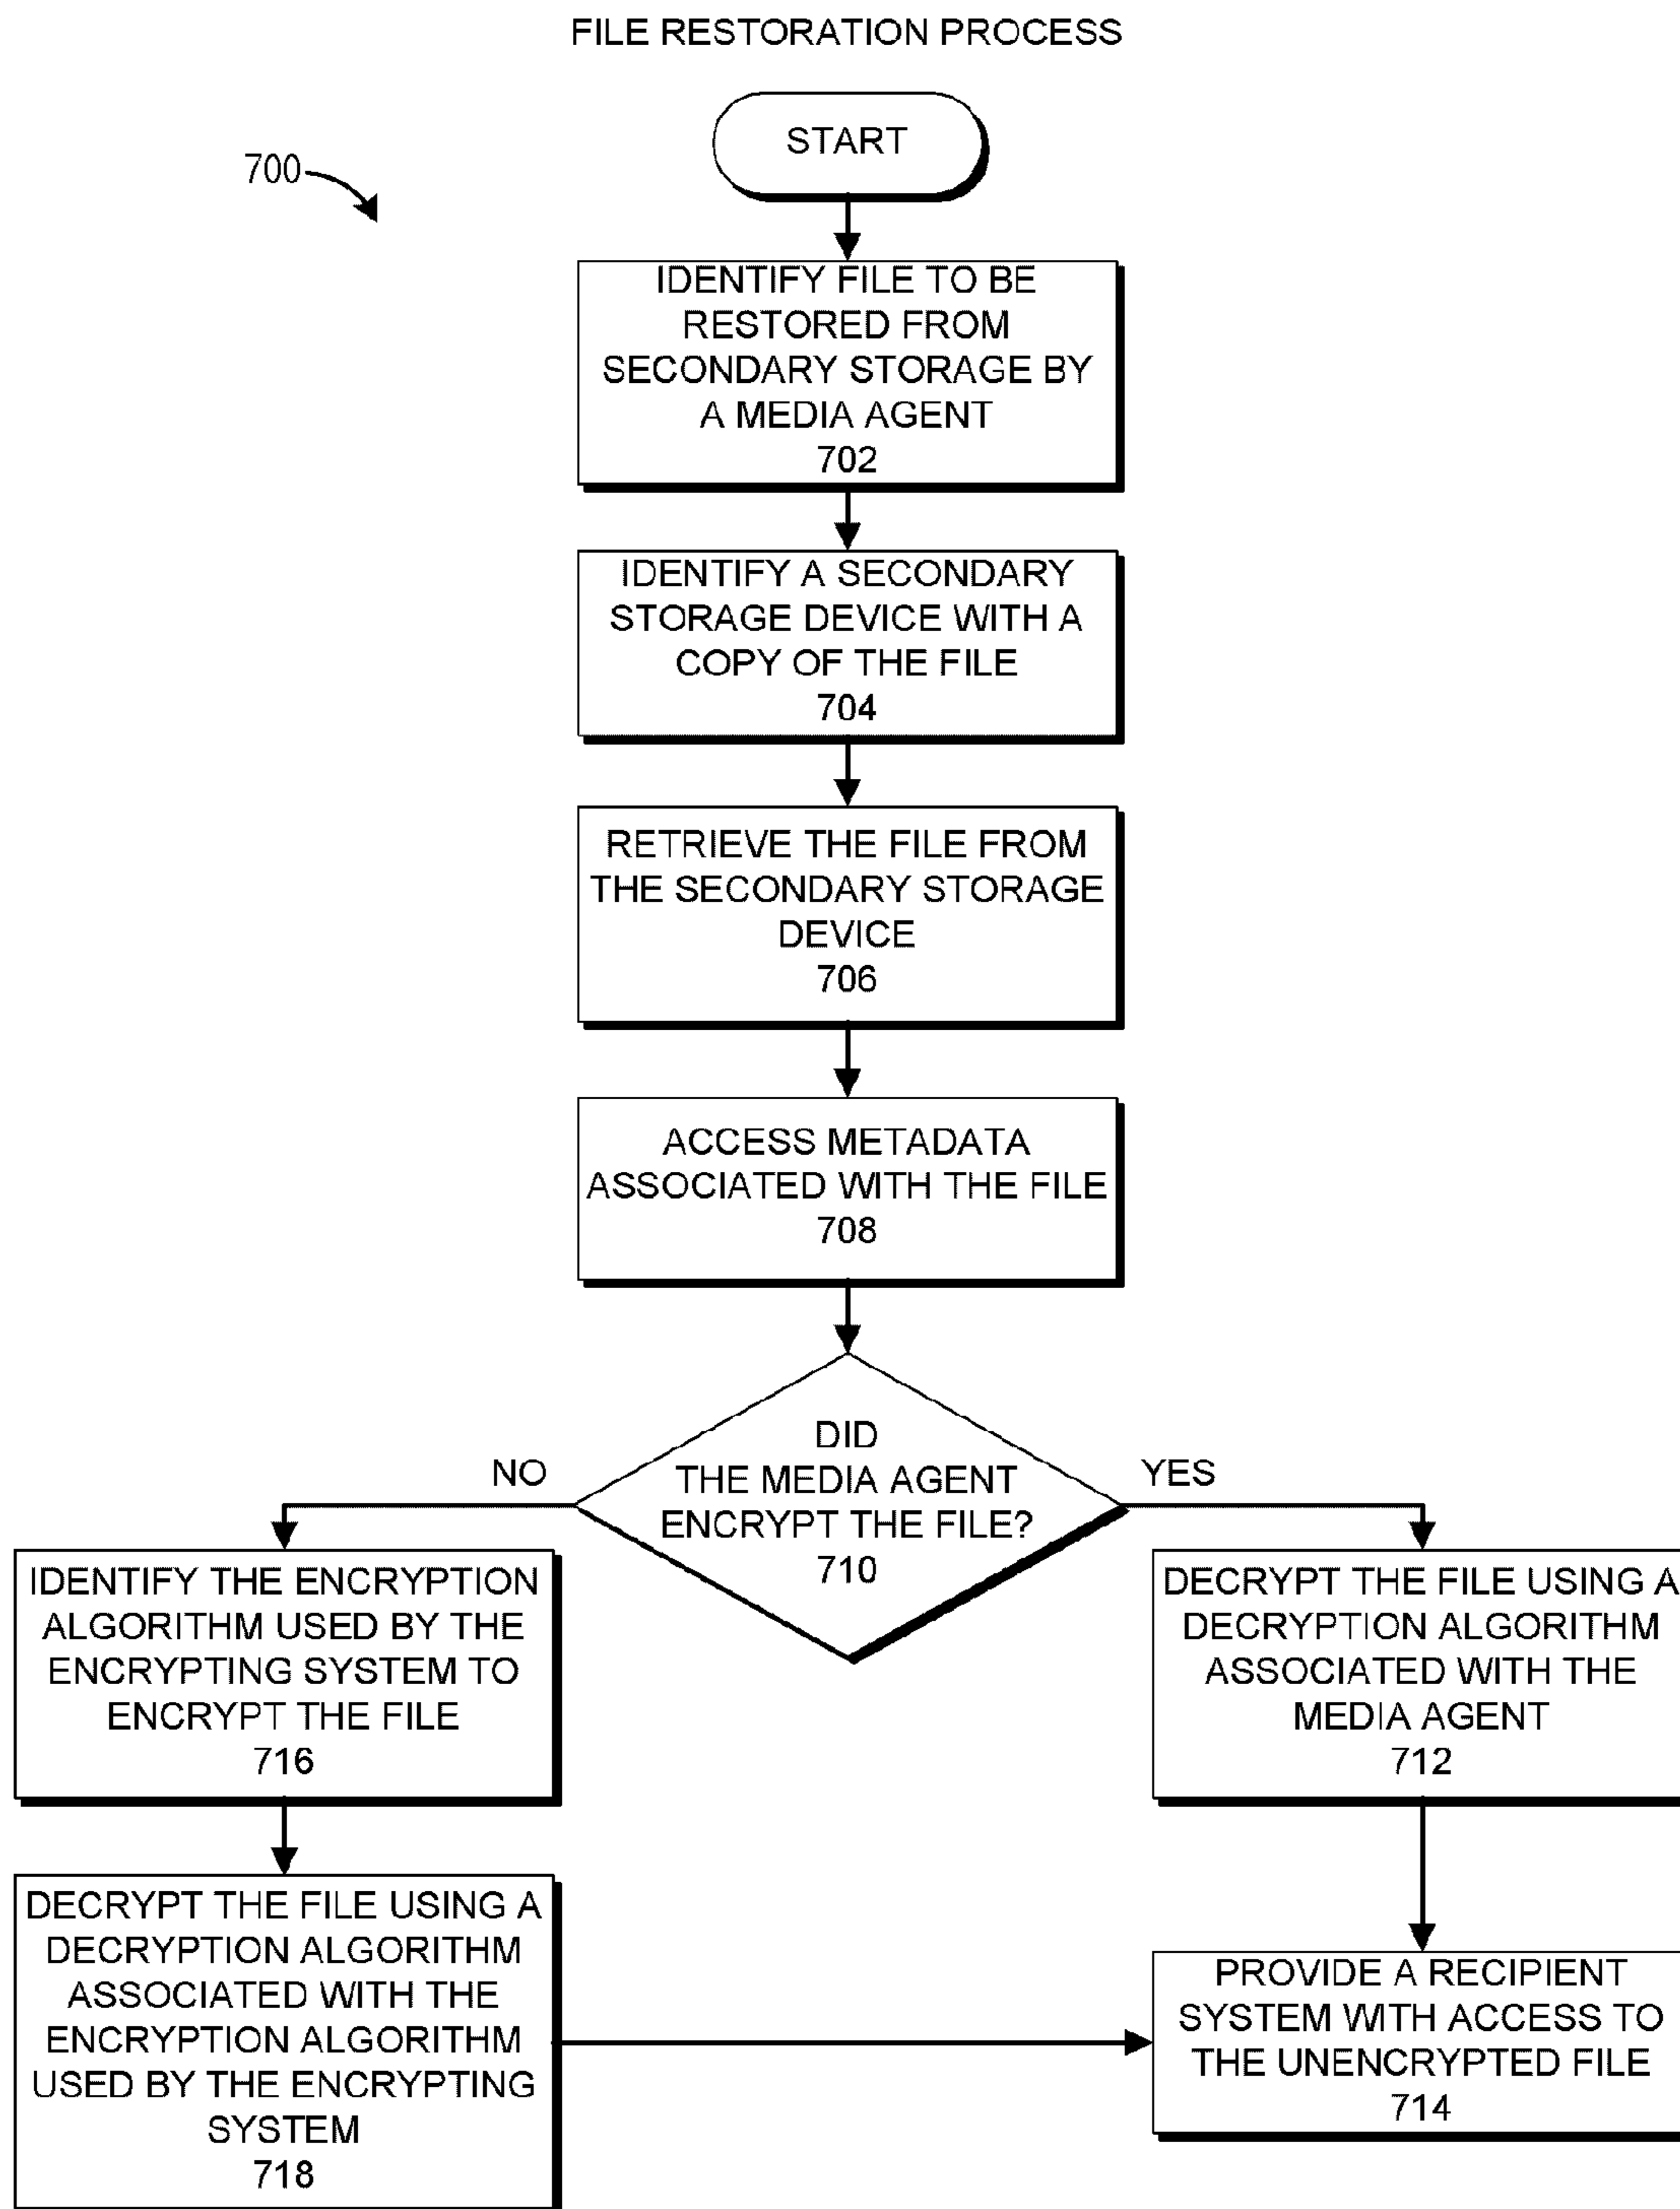 FILE RESTORATION PROCESS
START
700
IDENTIFY FILE TO BE
RESTORED FROM
SECONDARY STORAGE BY
A MEDIA AGENT
702
IDENTIFY A SECONDARY
STORAGE DEVICE WITH A
COPY OF THE FILE
704
RETRIEVE THE FILE FROM
THE SECONDARY STORAGE
DEVICE
706
ACCESS METADATA
ASSOCIATED WITH THE FILE
708
DID
THE MEDIA AGENT
ENCRYPT THE FILE?
710
NO
YES
IDENTIFY THE ENCRYPTION
ALGORITHM USED BY THE
ENCRYPTING SYSTEM TO
ENCRYPT THE FILE
716
DECRYPT THE FILE USING A
DECRYPTION ALGORITHM
ASSOCIATED WITH THE
MEDIA AGENT
712
DECRYPT THE FILE USING A
DECRYPTION ALGORITHM
ASSOCIATED WITH THE
ENCRYPTION ALGORITHM
USED BY THE ENCRYPTING
SYSTEM
718
PROVIDE A RECIPIENT
SYSTEM WITH ACCESS TO
THE UNENCRYPTED FILE
714